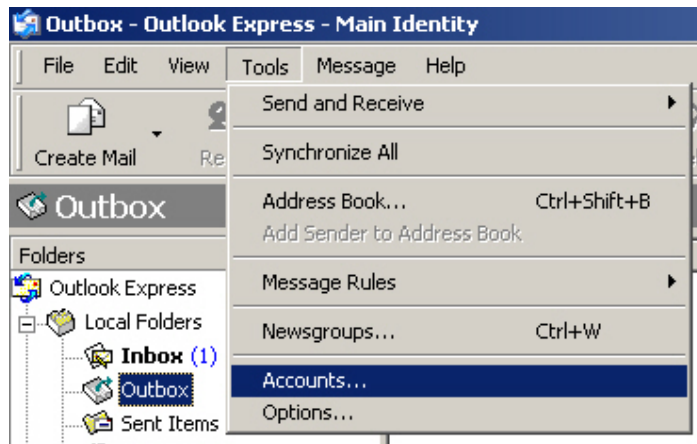 Outbox - Outlook Express - Main Identity
File Edit View Tools Message Help
Send and Receive
Create Mail Re
Synchronize All
Outbox
Address Book... Ctrl+Shift+B
Add Sender to Address Book
Folders
Outlook Express
Message Rules
Local Folders
Newsgroups... Ctrl+W
Inbox (1)
Outbox
Accounts...
Sent Items
Options...